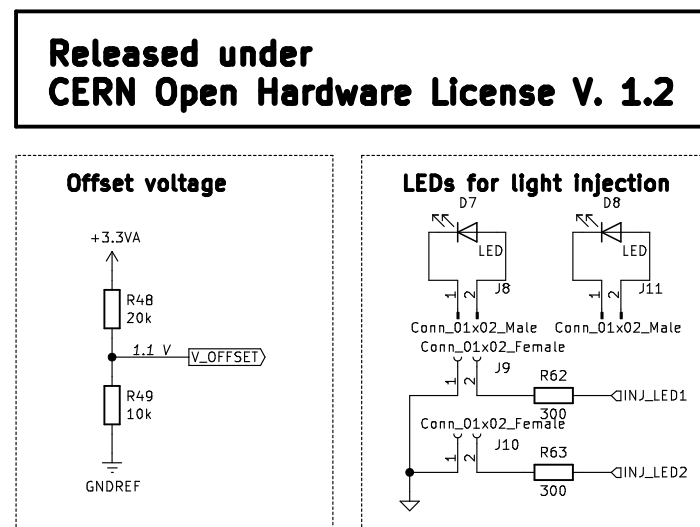 Released under
CERN Open Hardware License V. 1.2
Offset voltage
+3.3VA
R48
20k
1.1 V
V_OFFSET
R49
10k
GNDREF
LEDs for light injection
D7
D8
LED
LED
1
2
J8
1
2
J11
Conn_01x02_Male
Conn_01x02_Male
Conn_01x02_Female
J9
1
2
R62
300
INJ_LED1
Conn_01x02_Female
J10
1
2
R63
300
INJ_LED2